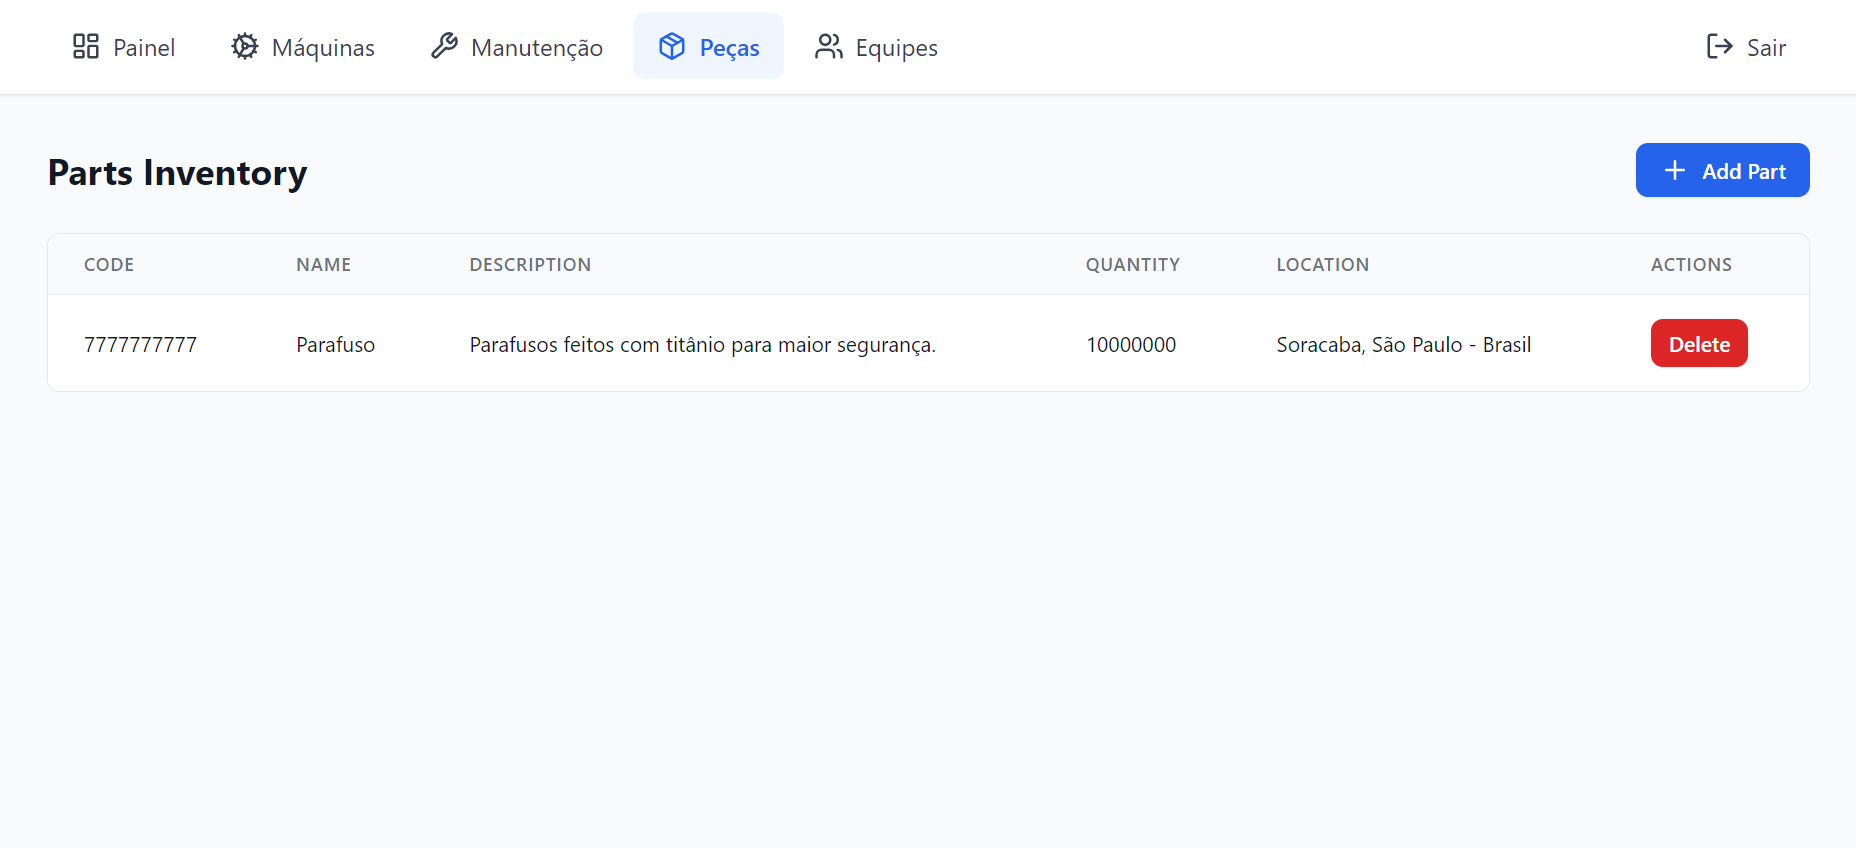 Painel Máquinas Manutenção Peças Equipes Sair
Parts Inventory
Add Part
CODE NAME DESCRIPTION QUANTITY LOCATION ACTIONS
7777777777 Parafuso Parafusos feitos com titânio para maior segurança. 10000000 Soracaba, São Paulo - Brasil Delete